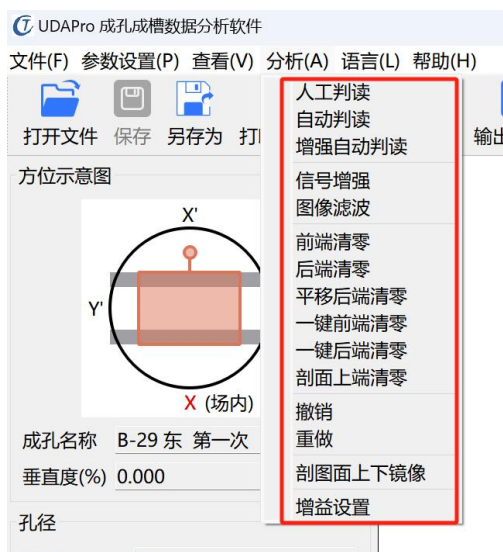 UDAPro 成孔成槽数据分析软件
文件(F) 参数设置(P) 查看(V) 分析(A) 语言(L) 帮助(H)
打开文件 保存 另存为
人工判读
自动判读
增强自动判读
信号增强
图像滤波
前端清零
后端清零
平移后端清零
一键前端清零
一键后端清零
剖面上端清零
撤销
重做
剖图面上下镜像
增益设置
方位示意图
X'
Y'
X (场内)
成孔名称 B-29 东 第一次
垂直度(%) 0.000
孔径